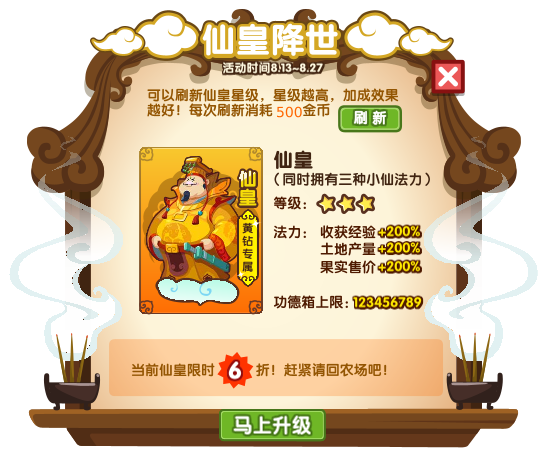 仙皇降世
活动时间8.13~8.27
可以刷新仙皇星级，星级越高，加成效果
越好！每次刷新消耗 500金币
刷新
仙皇
黄钻专属
仙皇
（同时拥有三种小仙法力）
等级：
法力： 收获经验+200%
土地产量+200%
果实售价+200%
功德箱上限：123456789
当前仙皇限时 6 折！赶紧请回农场吧！
马上升级